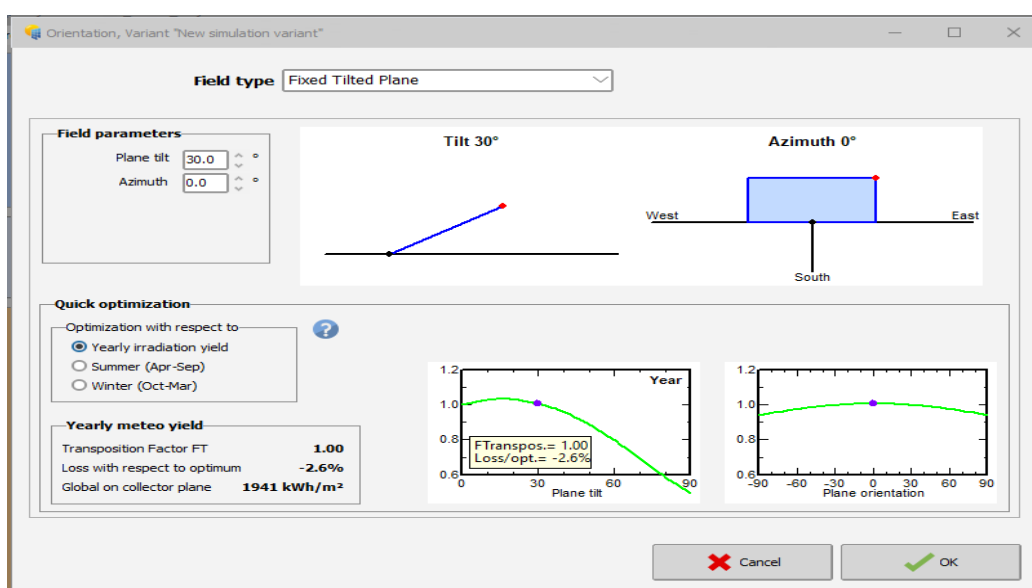 Orientation, Variant "New simulation variant"
Field type Fixed Tilted Plane
Field parameters
Plane tilt 30.0 °
Azimuth 0.0 °
Tilt 30°
Azimuth 0°
West
East
South
Quick optimization
Optimization with respect to
Yearly irradiation yield
Summer (Apr-Sep)
Winter (Oct-Mar)
?
Yearly meteo yield
Transposition Factor FT 1.00
Loss with respect to optimum -2.6%
Global on collector plane 1941 kWh/m²
Year
1.2
1.0
0.8
0.6
FTranspos.= 1.00
Loss/opt.= -2.6%
0 30 60 90
Plane tilt
1.2
1.0
0.8
0.6
-90 -60 -30 0 30 60 90
Plane orientation
Cancel
OK